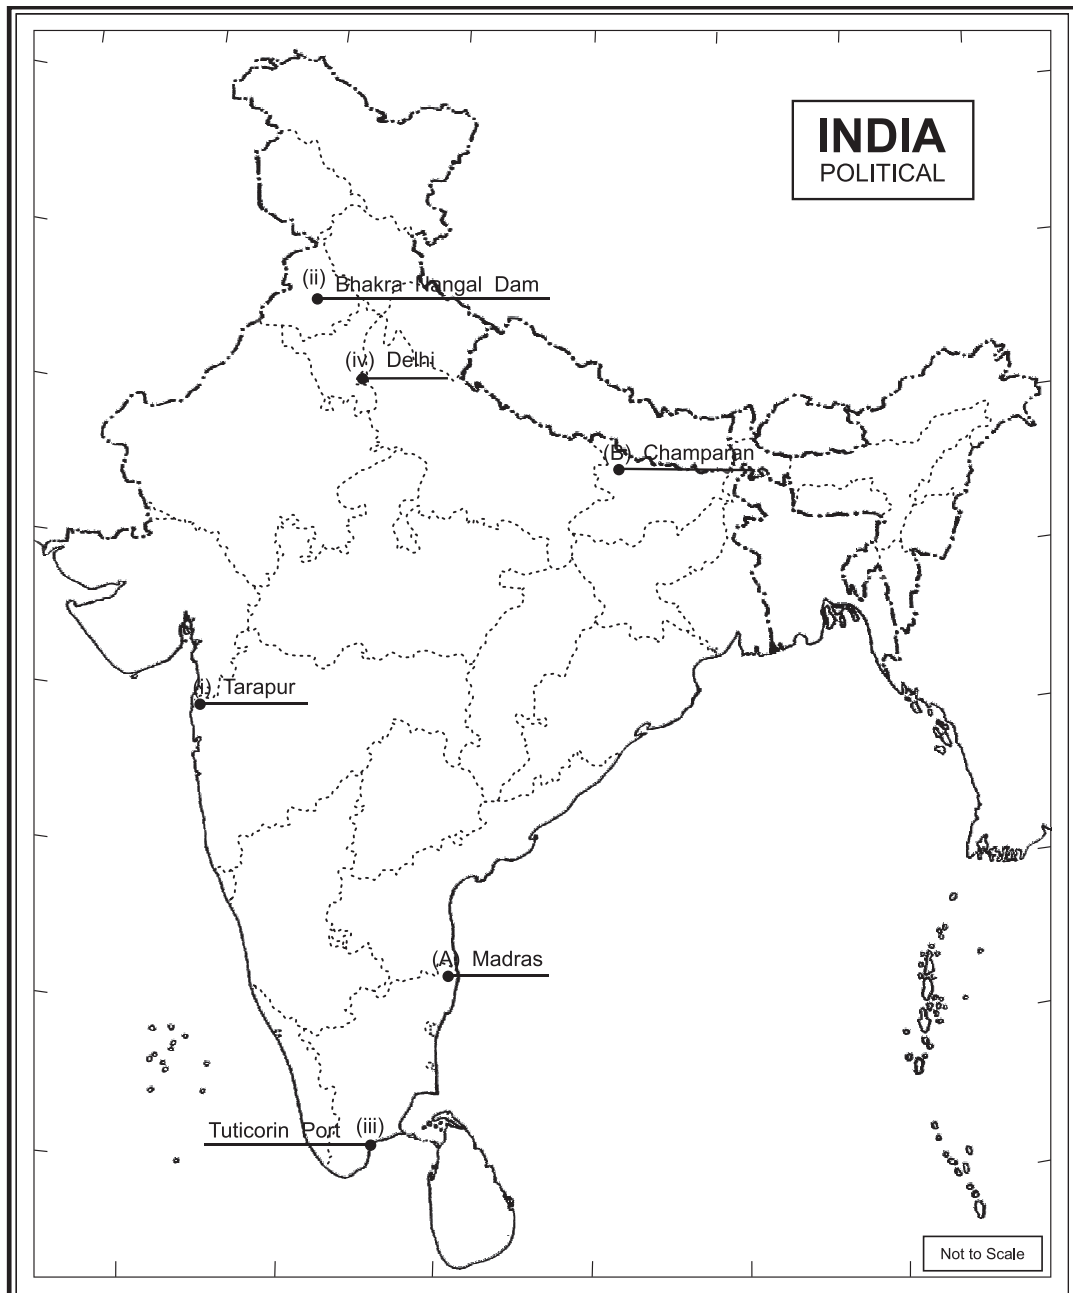 INDIA
POLITICAL
(ii) Bhakra Nangal Dam
(iv) Delhi
(B) Champaran
(i) Tarapur
(A) Madras
Tuticorin Port (iii)
Not to Scale